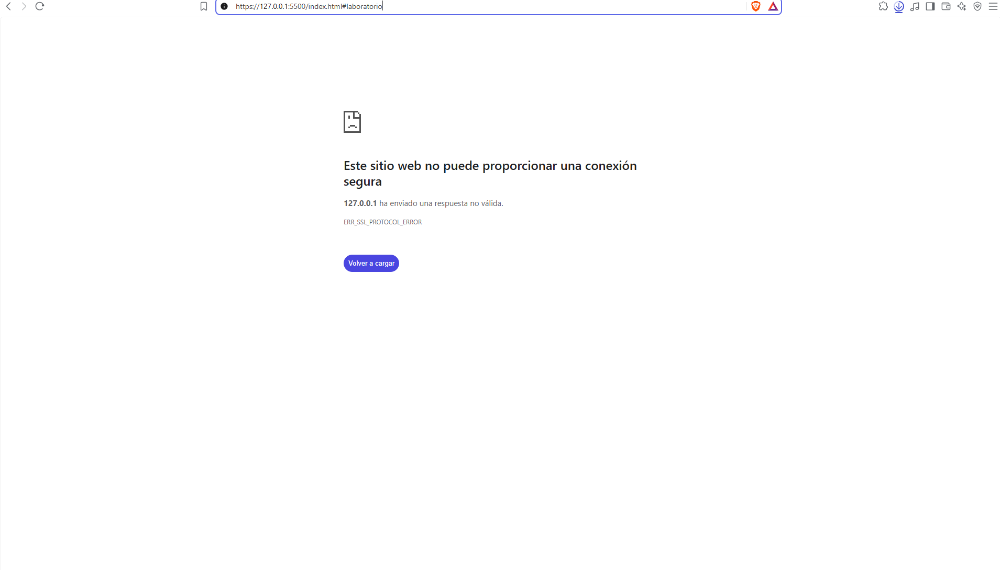 https://127.0.0.1:5500/index.html#laboratorio
Este sitio web no puede proporcionar una conexión
segura
127.0.0.1 ha enviado una respuesta no válida.
ERR_SSL_PROTOCOL_ERROR
Volver a cargar